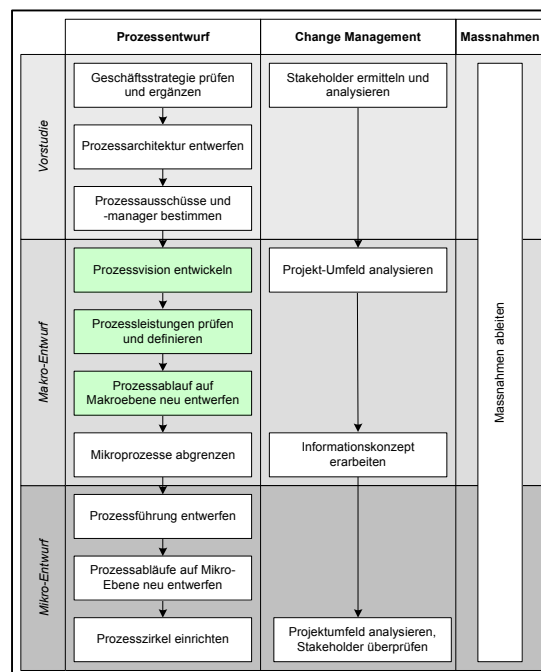 Prozessentwurf
Change Management
Massnahmen
Vorstudie
Geschäftsstrategie prüfen
und ergänzen
Stakeholder ermitteln und
analysieren
Prozessarchitektur entwerfen
Prozessausschüsse und
-manager bestimmen
Makro-Entwurf
Prozessvision entwickeln
Projekt-Umfeld analysieren
Prozessleistungen prüfen
und definieren
Prozessablauf auf
Makroebene neu entwerfen
Mikroprozesse abgrenzen
Informationskonzept
erarbeiten
Mikro-Entwurf
Prozessführung entwerfen
Prozessabläufe auf Mikro-
Ebene neu entwerfen
Prozesszirkel einrichten
Projektumfeld analysieren,
Stakeholder überprüfen
Massnahmen ableiten